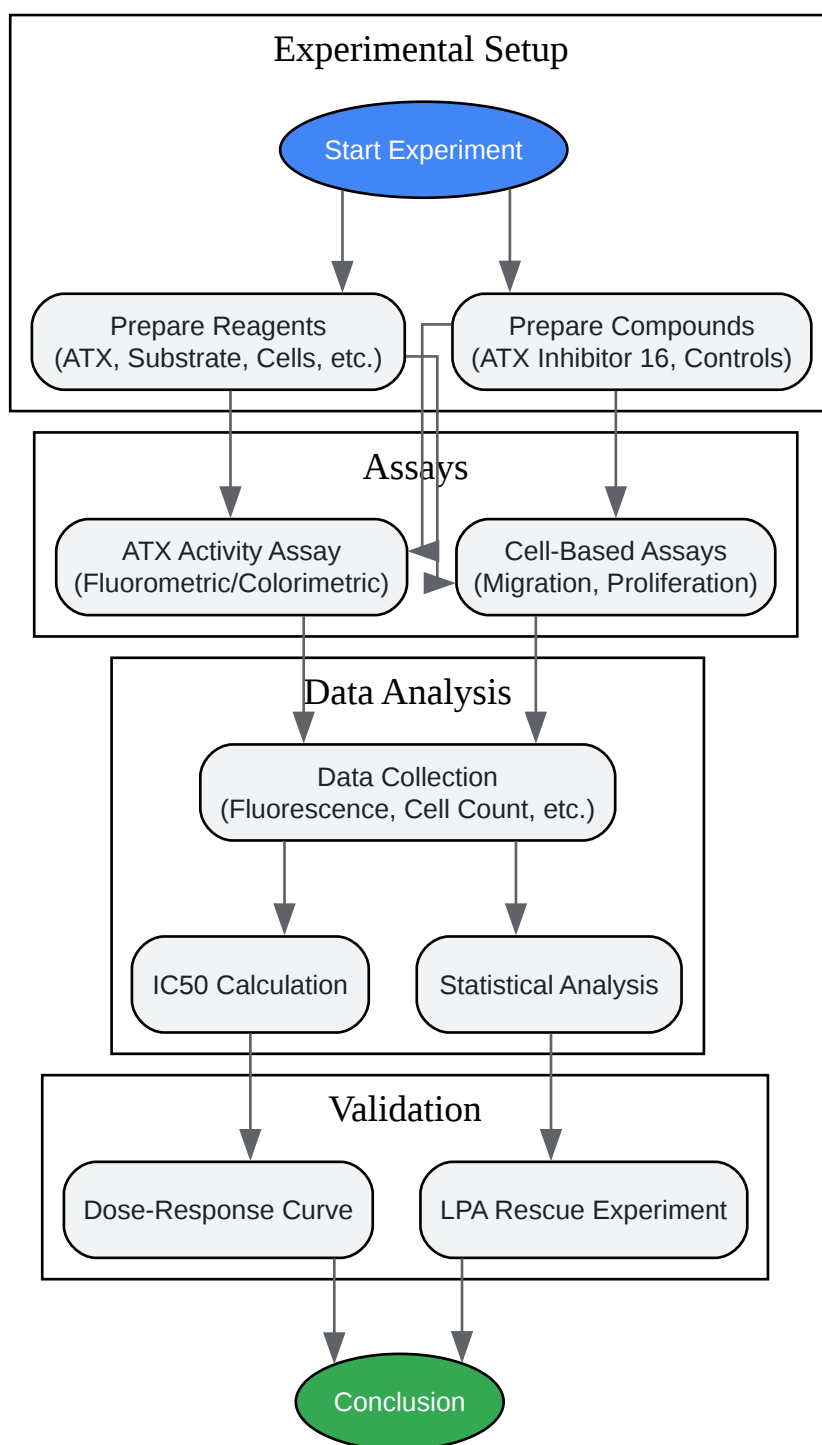 Experimental Setup
Start Experiment
Prepare Reagents
(ATX, Substrate, Cells, etc.)
Prepare Compounds
(ATX Inhibitor 16, Controls)
Assays
ATX Activity Assay
(Fluorometric/Colorimetric)
Cell-Based Assays
(Migration, Proliferation)
Data Analysis
Data Collection
(Fluorescence, Cell Count, etc.)
IC50 Calculation
Statistical Analysis
Validation
Dose-Response Curve
LPA Rescue Experiment
Conclusion